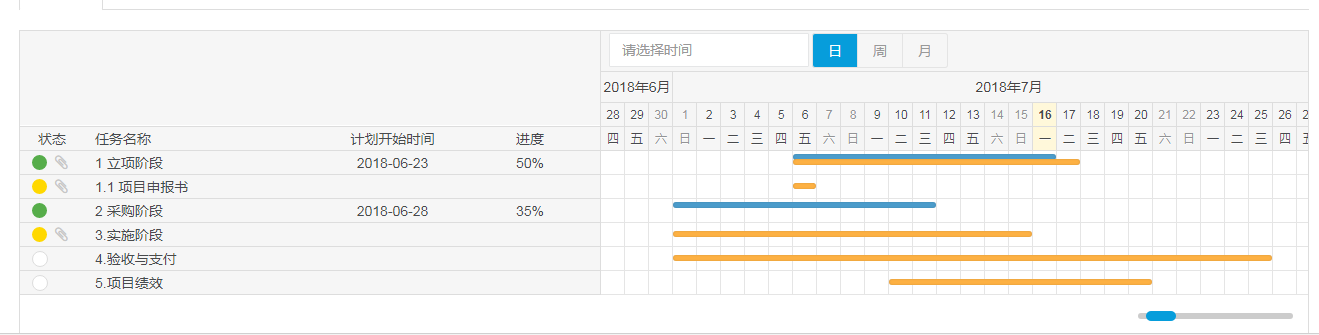 请选择时间 日 周 月
2018年6月 2018年7月
28 29 30 1 2 3 4 5 6 7 8 9 10 11 12 13 14 15 16 17 18 19 20 21 22 23 24 25 26
状态 任务名称 计划开始时间 进度 四 五 六 日 一 二 三 四 五 六 日 一 二 三 四 五 六 日 一 二 三 四 五 六 日 一 二 三 四
1 立项阶段 2018-06-23 50%
1.1 项目申报书
2 采购阶段 2018-06-28 35%
3.实施阶段
4.验收与支付
5.项目绩效